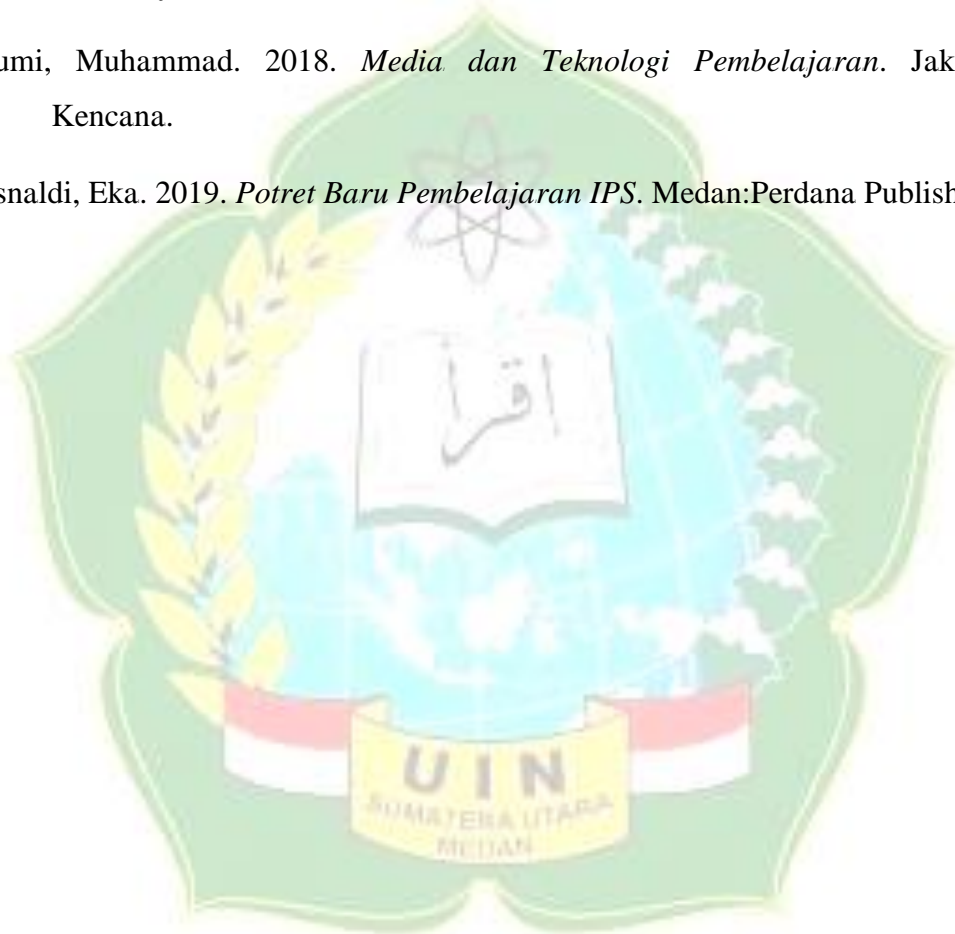 umi, Muhammad. 2018. Media dan Teknologi Pembelajaran. Jak
Kencana.
snaldi, Eka. 2019. Potret Baru Pembelajaran IPS. Medan:Perdana Publish
اقرأ
UIN
SUMATERA UTARA
MEDAN